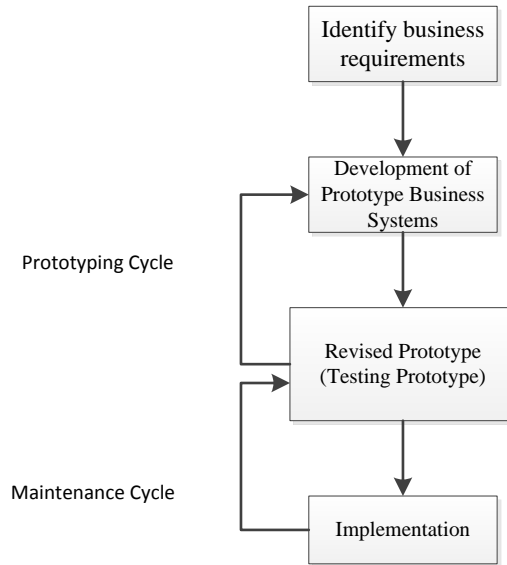 Identify business
requirements
Development of
Prototype Business
Systems
Prototyping Cycle
Revised Prototype
(Testing Prototype)
Maintenance Cycle
Implementation